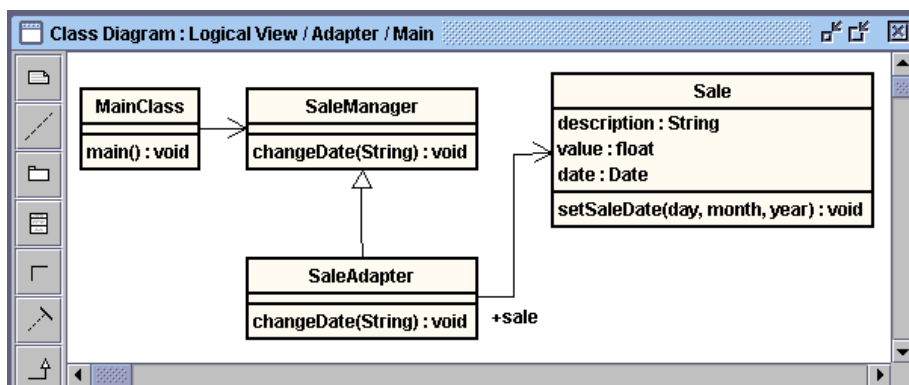 Class Diagram : Logical View / Adapter / Main
MainClass
main() : void
SaleManager
changeDate(String) : void
Sale
description : String
value : float
date : Date
setSaleDate(day, month, year) : void
SaleAdapter
changeDate(String) : void
+sale